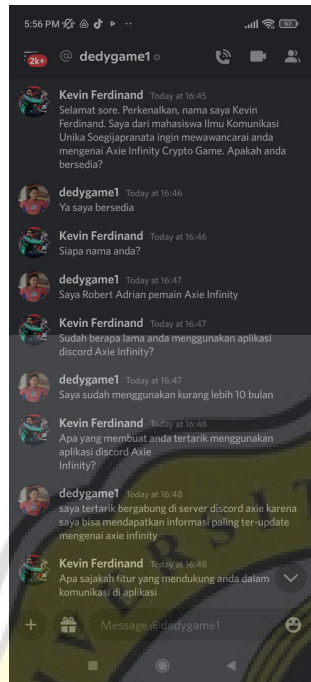 5:56 PM
97
2k+
@ dedygame1
Kevin Ferdinand Today at 16:45
Selamat sore. Perkenalkan, nama saya Kevin
Ferdinand. Saya dari mahasiswa Ilmu Komunikasi
Unika Soegijapranata ingin mewawancarai anda
mengenai Axie Infinity Crypto Game. Apakah anda
bersedia?
dedygame1 Today at 16:46
Ya saya bersedia
Kevin Ferdinand Today at 16:46
Siapa nama anda?
dedygame1 Today at 16:47
Saya Robert Adrian pemain Axie Infinity
Kevin Ferdinand Today at 16:47
Sudah berapa lama anda menggunakan aplikasi
discord Axie Infinity?
dedygame1 Today at 16:47
Saya sudah menggunakan kurang lebih 10 bulan
Kevin Ferdinand Today at 16:48
Apa yang membuat anda tertarik menggunakan
aplikasi discord Axie
Infinity?
dedygame1 Today at 16:48
saya tertarik bergabung di server discord axie karena
saya bisa mendapatkan informasi paling ter-update
mengenai axie infinity
Kevin Ferdinand Today at 16:48
Apa sajakah fitur yang mendukung anda dalam
komunikasi di aplikasi
Message @dedygame1